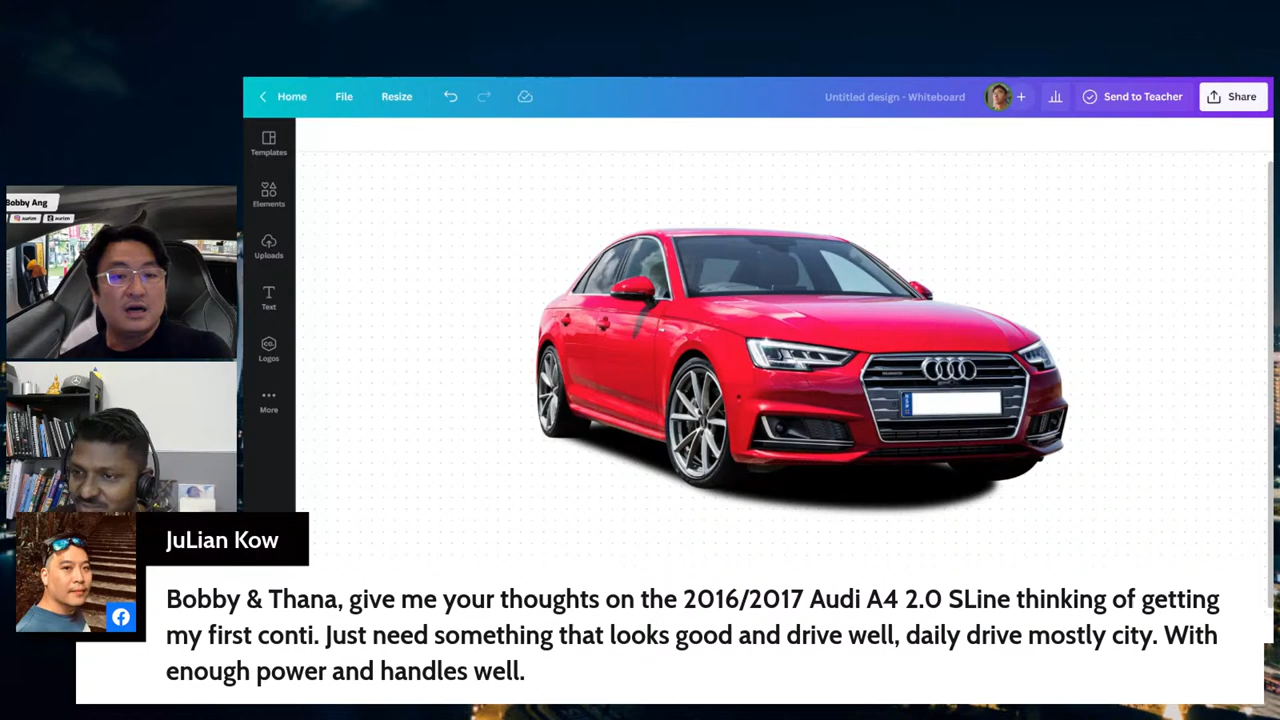 Home
File
Resize
Untitled design - Whiteboard
+
Send to Teacher
Share
Templates
Elements
Uploads
T
Text
CO.
Logos
More
Bobby Ang
JuLian Kow
Bobby & Thana, give me your thoughts on the 2016/2017 Audi A4 2.0 SLine thinking of getting
my first conti. Just need something that looks good and drive well, daily drive mostly city. With
enough power and handles well.